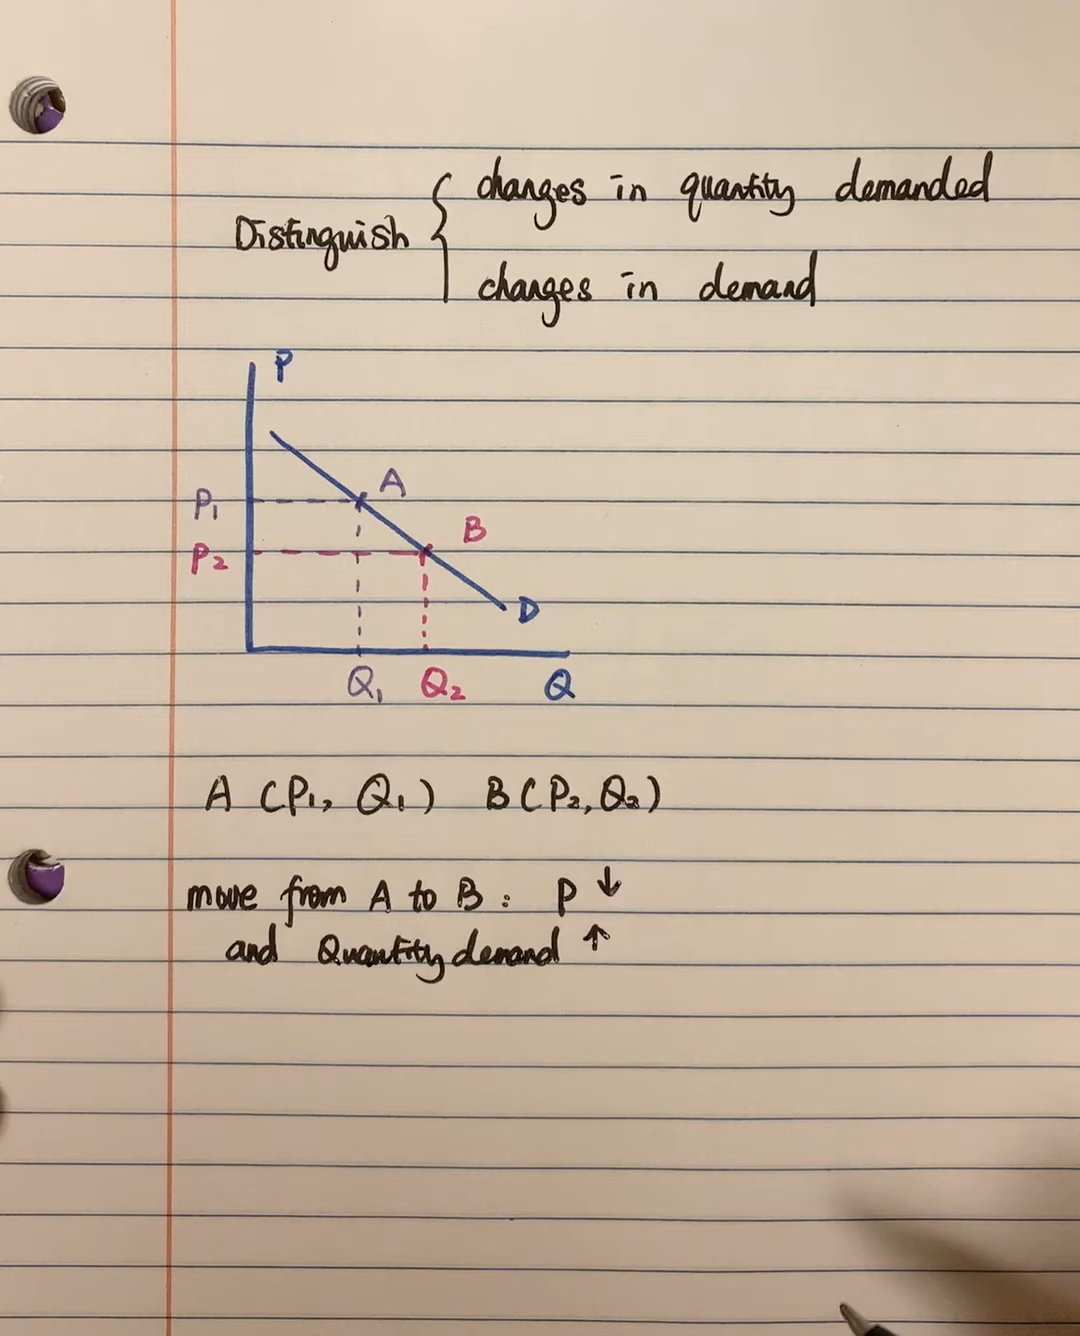 Distinguish { changes in quantity demanded
changes in demand
P
A
P₁
B
P₂
D
Q₁ Q₂ Q
A (P₁, Q₁) B (P₂, Q₂)
move from A to B : P ↓
and Quantity demand ↑